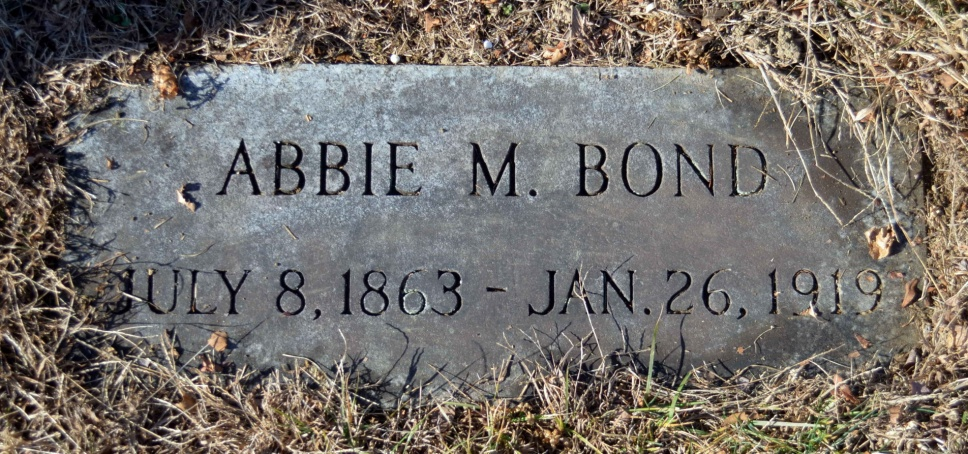 ABBIE M. BOND
JULY 8, 1863 - JAN. 26, 1919